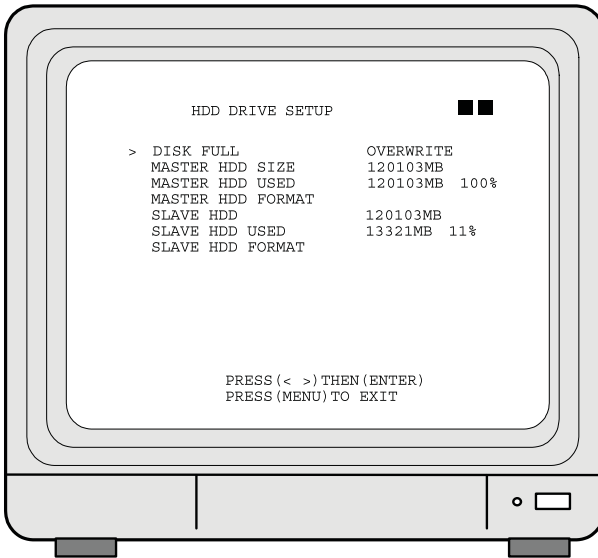 HDD DRIVE SETUP
> DISK FULL OVERWRITE
MASTER HDD SIZE 120103MB
MASTER HDD USED 120103MB 100%
MASTER HDD FORMAT
SLAVE HDD 120103MB
SLAVE HDD USED 13321MB 11%
SLAVE HDD FORMAT
PRESS(< >)THEN(ENTER)
PRESS(MENU)TO EXIT